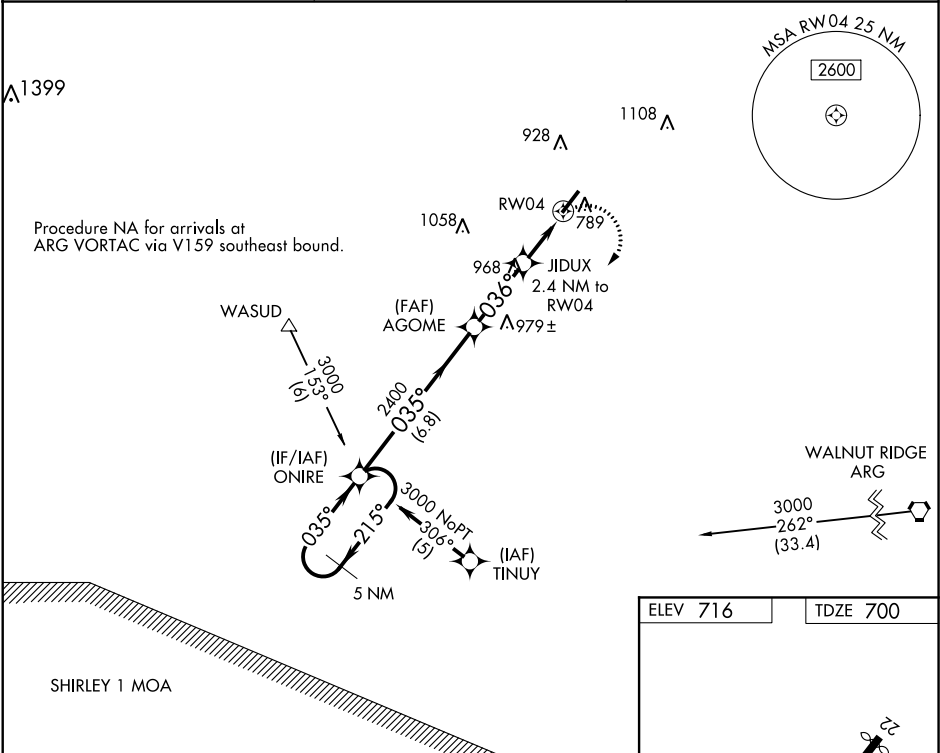 MSA RW04 25 NM
2600
1399
1108
928
Procedure NA for arrivals at
ARG VORTAC via V159 southeast bound.
1058
RW04
789
968
JIDUX
2.4 NM to
RW04
036°
(FAF)
AGOME
979±
WASUD
3000
153°
(6)
2400
035°
(6.8)
(IF/IAF)
ONIRE
035°
215°
3000 NoPT
306°
(5)
(IAF)
TINUY
5 NM
WALNUT RIDGE
ARG
3000
262°
(33.4)
SHIRLEY 1 MOA
ELEV 716
TDZE 700
22